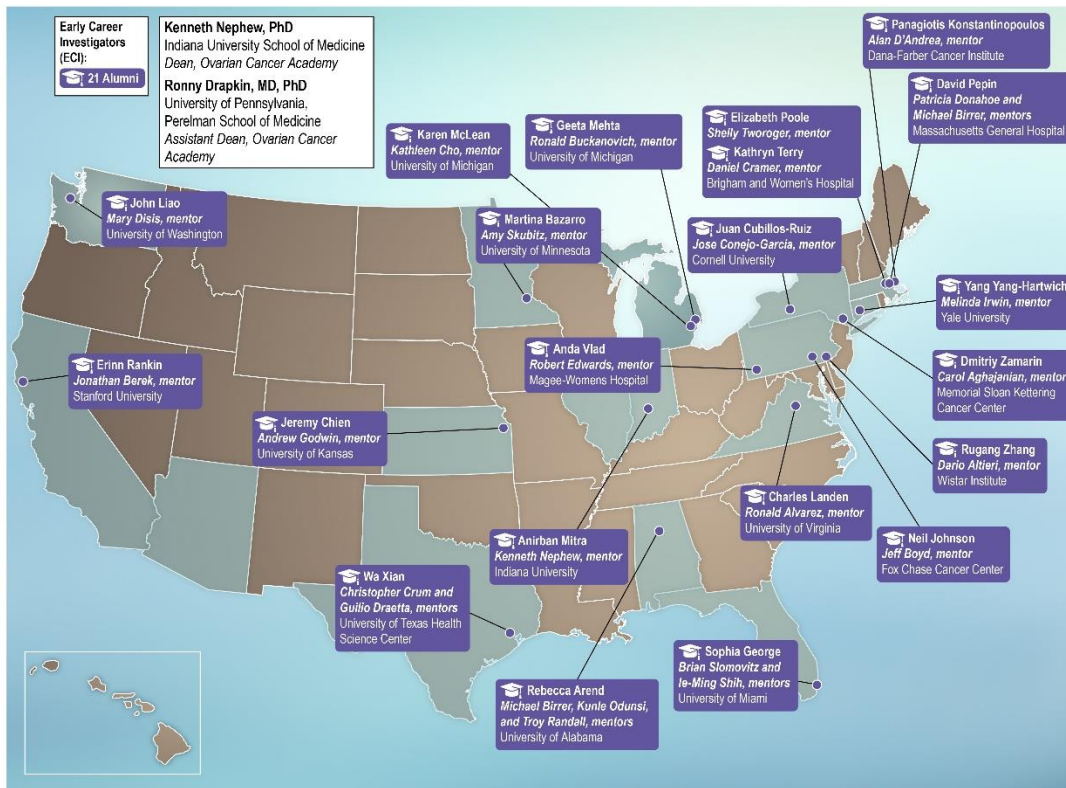 Early Career
Investigators
(ECI):
21 Alumni
Kenneth Nephew, PhD
Indiana University School of Medicine
Dean, Ovarian Cancer Academy
Ronny Drapkin, MD, PhD
University of Pennsylvania,
Perelman School of Medicine
Assistant Dean, Ovarian Cancer
Academy
Panagiotis Konstantinopoulos
Alan D'Andrea, mentor
Dana-Farber Cancer Institute
David Pepin
Patricia Donahoe and
Michael Birrer, mentors
Massachusetts General Hospital
Elizabeth Poole
Shelly Tworoger, mentor
Kathryn Terry
Daniel Cramer, mentor
Brigham and Women's Hospital
Geeta Mehta
Ronald Buckanovich, mentor
University of Michigan
Karen McLean
Kathleen Cho, mentor
University of Michigan
John Liao
Mary Disis, mentor
University of Washington
Martina Bazarro
Amy Skubitz, mentor
University of Minnesota
Juan Cubillos-Ruiz
Jose Conejo-Garcia, mentor
Cornell University
Yang Yang-Hartwich
Melinda Irwin, mentor
Yale University
Erinn Rankin
Jonathan Berek, mentor
Stanford University
Anda Vlad
Robert Edwards, mentor
Magee-Womens Hospital
Dmitriy Zamarin
Carol Aghajanian, mentor
Memorial Sloan Kettering
Cancer Center
Jeremy Chien
Andrew Godwin, mentor
University of Kansas
Rugang Zhang
Dario Altieri, mentor
Wistar Institute
Charles Landen
Ronald Alvarez, mentor
University of Virginia
Anirban Mitra
Kenneth Nephew, mentor
Indiana University
Neil Johnson
Jeff Boyd, mentor
Fox Chase Cancer Center
Wa Xian
Christopher Crum and
Guilio Draetta, mentors
University of Texas Health
Science Center
Sophia George
Brian Slomovitz and
Ie-Ming Shih, mentors
University of Miami
Rebecca Arend
Michael Birrer, Kunle Odunsi,
and Troy Randall, mentors
University of Alabama